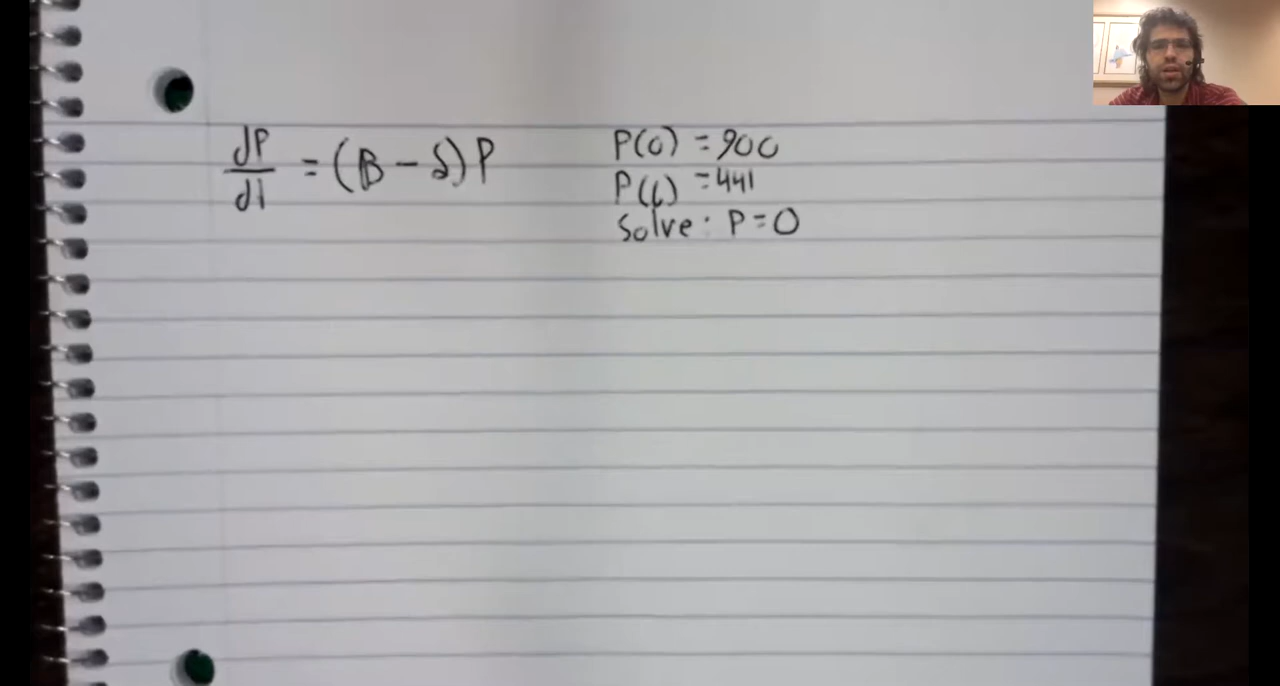 dP/dt = (B - δ)P
P(0) = 900
P(6) = 441
Solve: P=0